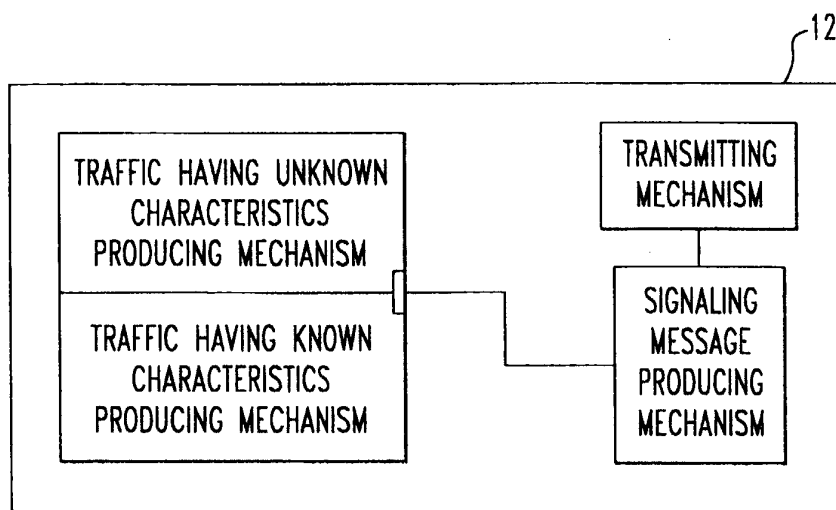 12
TRAFFIC HAVING UNKNOWN
CHARACTERISTICS
PRODUCING MECHANISM
TRAFFIC HAVING KNOWN
CHARACTERISTICS
PRODUCING MECHANISM
TRANSMITTING
MECHANISM
SIGNALING
MESSAGE
PRODUCING
MECHANISM